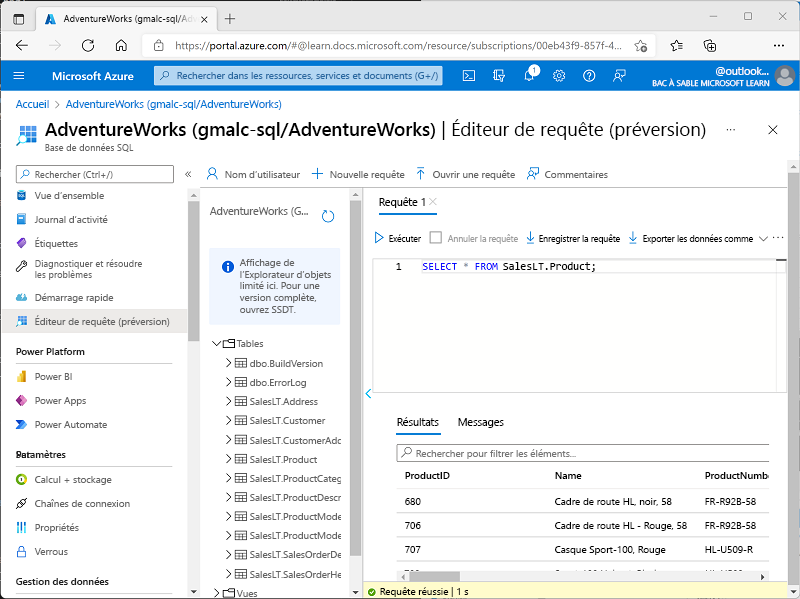 AdventureWorks (gmalc-sql/Adv
https://portal.azure.com/#@learn.docs.microsoft.com/resource/subscriptions/00eb43f9-857f-4...
Microsoft Azure
Rechercher dans les ressources, services et documents (G+/)
1
@outlook...
BAC À SABLE MICROSOFT LEARN
Accueil > AdventureWorks (gmalc-sql/AdventureWorks)
AdventureWorks (gmalc-sql/AdventureWorks) | Éditeur de requête (préversion) ...
Base de données SQL
Rechercher (Ctrl+/)
Vue d'ensemble
Journal d'activité
Étiquettes
Diagnostiquer et résoudre
les problèmes
Démarrage rapide
Éditeur de requête (préversion)
Power Platform
Power BI
Power Apps
Power Automate
Paramètres
Calcul + stockage
Chaînes de connexion
Propriétés
Verrous
Gestion des données
Nom d'utilisateur
Nouvelle requête
Ouvrir une requête
Commentaires
AdventureWorks (G...
Affichage de
l'Explorateur d'objets
limité ici. Pour une
version complète,
ouvrez SSDT.
Tables
dbo.BuildVersion
dbo.ErrorLog
SalesLT.Address
SalesLT.Customer
SalesLT.CustomerAdd
SalesLT.Product
SalesLT.ProductCateg
SalesLT.ProductDescr
SalesLT.ProductMode
SalesLT.ProductMode
SalesLT.SalesOrderDe
SalesLT.SalesOrderHe
Vues
Requête 1
Exécuter
Annuler la requête
Enregistrer la requête
Exporter les données comme
...
1 SELECT * FROM SalesLT.Product;
Résultats
Messages
Rechercher pour filtrer les éléments...
ProductID Name ProductNumbe
680 Cadre de route HL, noir, 58 FR-R92B-58
706 Cadre de route HL - Rouge, 58 FR-R92B-58
707 Casque Sport-100, Rouge HL-U509-R
Requête réussie | 1 s